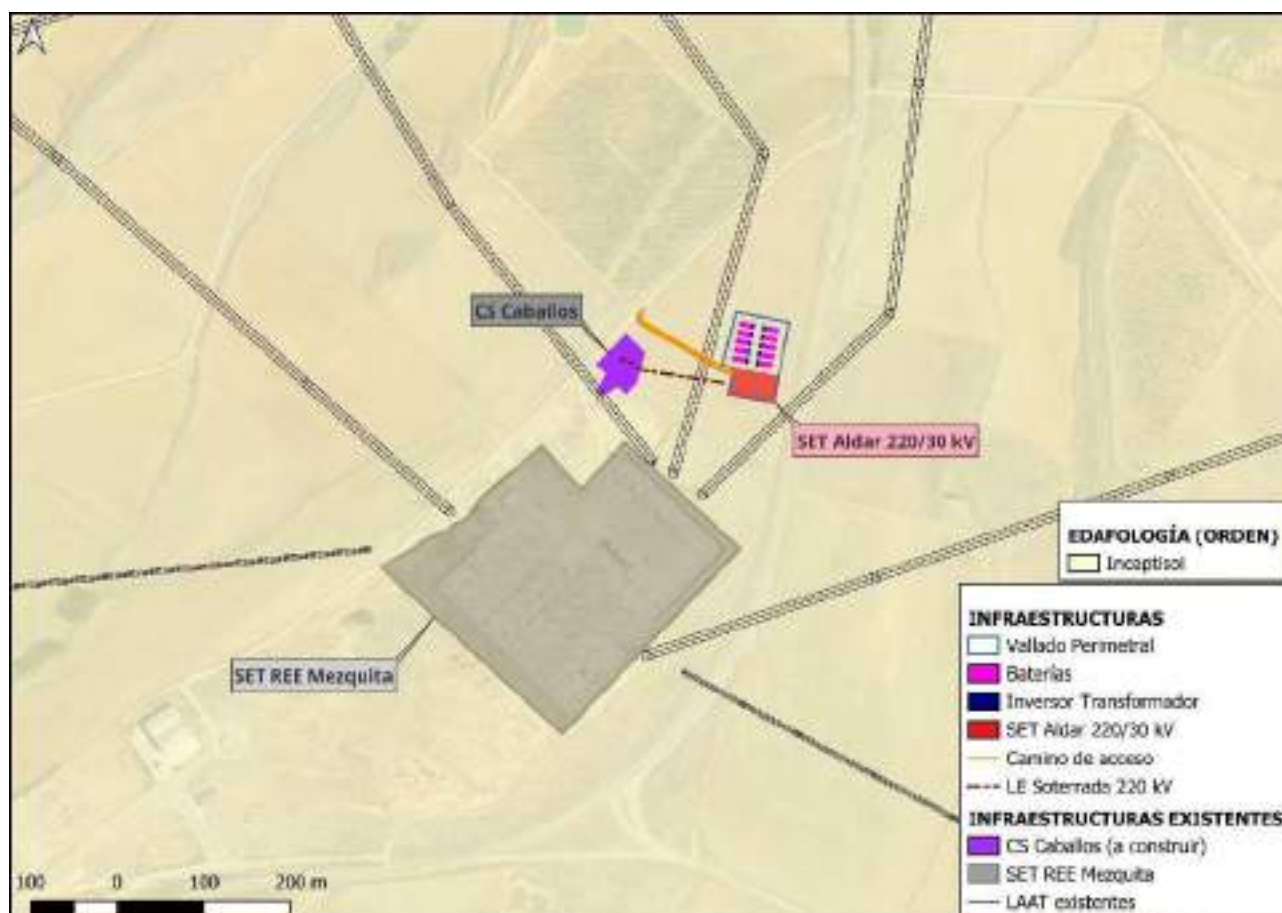 CS Caballos
SET Aldar 220/30 kV
SET REE Mezquita
EDAFOLOGÍA (ORDEN)
Inceptisol
INFRAESTRUCTURAS
Vallado Perimetral
Baterías
Inversor Transformador
SET Aldar 220/30 kV
Camino de acceso
LE Soterrada 220 kV
INFRAESTRUCTURAS EXISTENTES
CS Caballos (a construir)
SET REE Mezquita
LAAT existentes
100 0 100 200 m